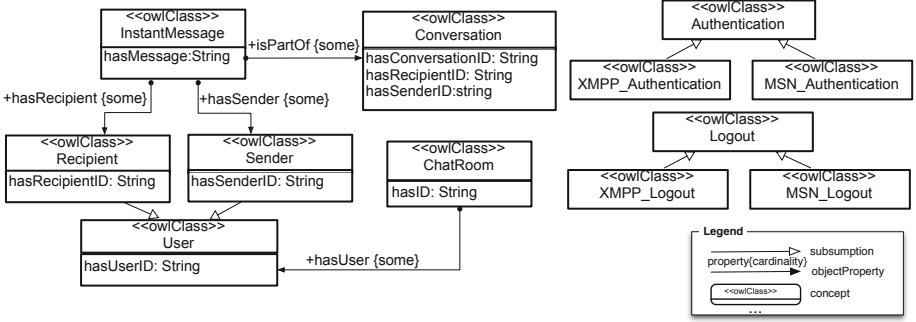 <<owlClass>>
InstantMessage
hasMessage:String
+isPartOf {some}
<<owlClass>>
Conversation
hasConversationID: String
hasRecipientID: String
hasSenderID:string
+hasRecipient {some}
+hasSender {some}
<<owlClass>>
Recipient
hasRecipientID: String
<<owlClass>>
Sender
hasSenderID: String
<<owlClass>>
ChatRoom
hasID: String
<<owlClass>>
User
hasUserID: String
+hasUser {some}
<<owlClass>>
Authentication
<<owlClass>>
XMPP_Authentication
<<owlClass>>
MSN_Authentication
<<owlClass>>
Logout
<<owlClass>>
XMPP_Logout
<<owlClass>>
MSN_Logout
Legend
subsumption
property{cardinality}
objectProperty
<<owlClass>>
concept
...